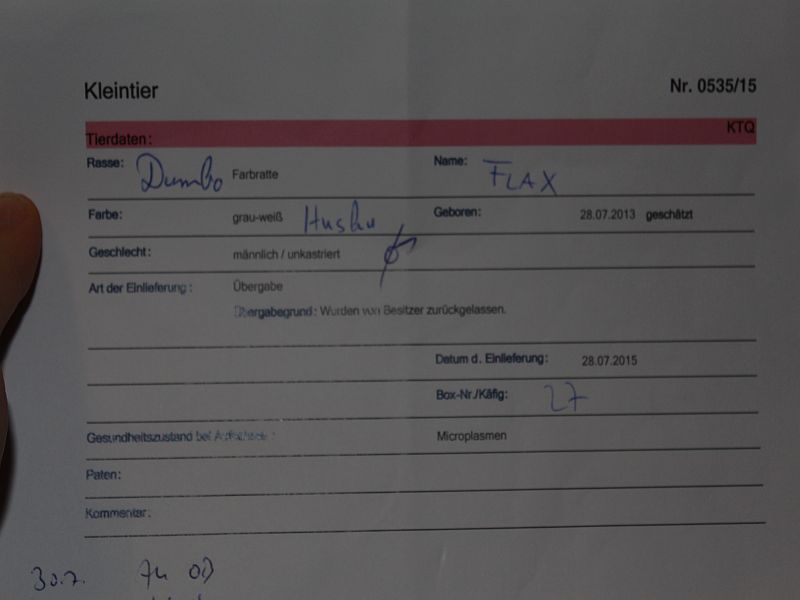 Kleintier Nr. 0535/15
Tierdaten: KTQ
Rasse: Dumbo Farbratte Name: FLAX
Farbe: grau-weiß Husky Geboren: 28.07.2013 geschätzt
Geschlecht: männlich / unkastriert
Art der Einlieferung: Übergabe
Übergabegrund: Wurden von Besitzer zurückgelassen.
Datum d. Einlieferung: 28.07.2015
Box-Nr./Käfig: 27
Gesundheitszustand bei Microplasmen
Paten:
Kommentar:
30.7.